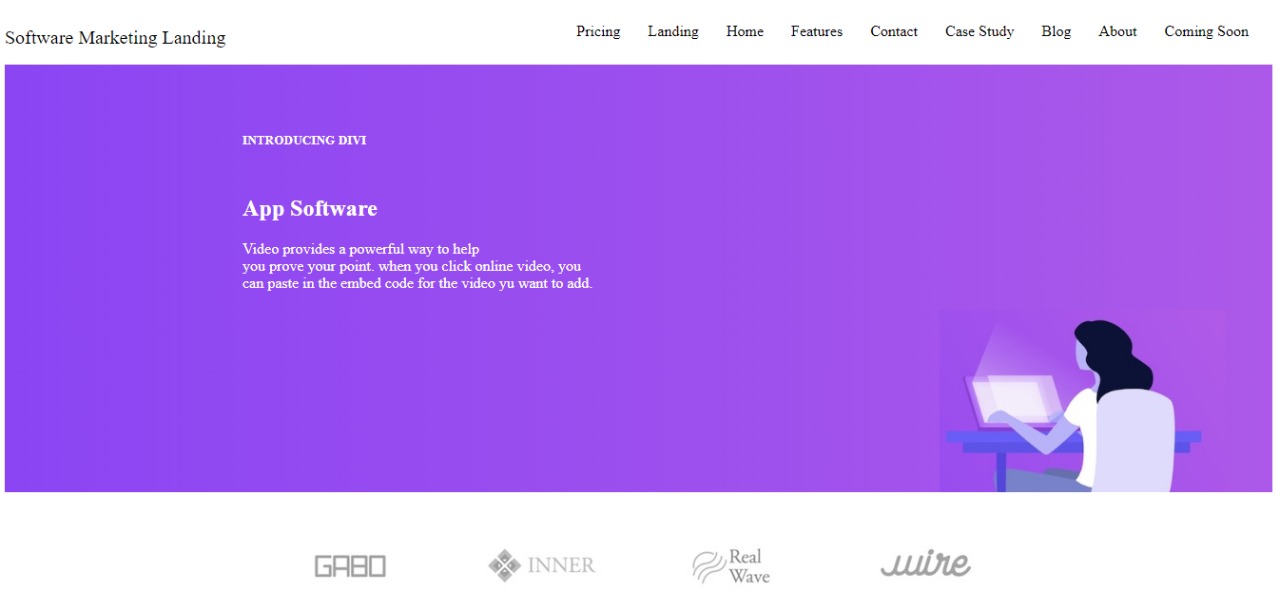 Software Marketing Landing
Pricing Landing Home Features Contact Case Study Blog About Coming Soon
INTRODUCING DIVI
App Software
Video provides a powerful way to help
you prove your point. when you click online video, you
can paste in the embed code for the video yu want to add.
GABO
INNER
Real
Wave
wire